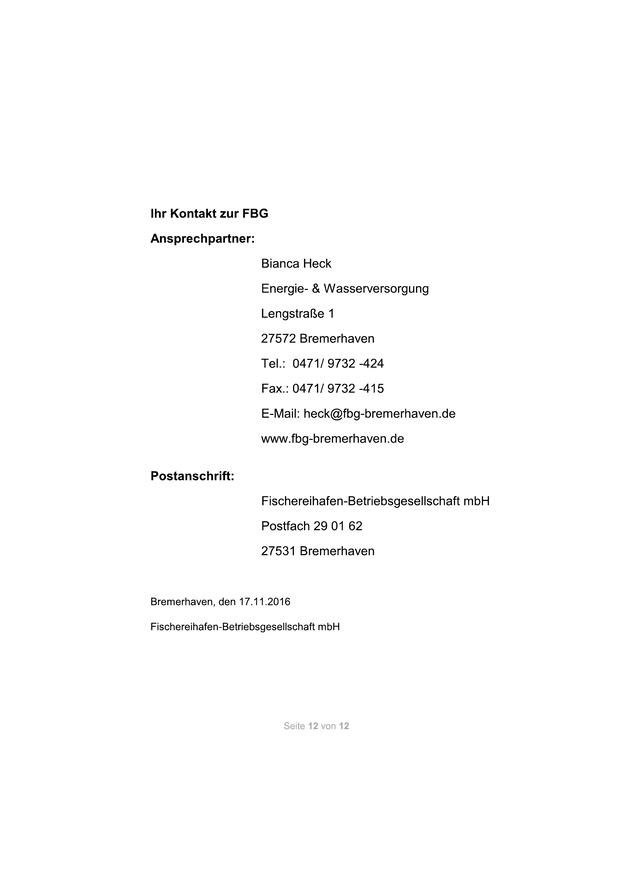 Ihr Kontakt zur FBG
Ansprechpartner:
Bianca Heck
Energie- & Wasserversorgung
Lengstraße 1
27572 Bremerhaven
Tel.:  0471/ 9732 -424
Fax.: 0471/ 9732 -415
E-Mail: heck@fbg-bremerhaven.de
www.fbg-bremerhaven.de
Postanschrift:
Fischereihafen-Betriebsgesellschaft mbH
Postfach 29 01 62
27531 Bremerhaven
Bremerhaven, den 17.11.2016
Fischereihafen-Betriebsgesellschaft mbH
Seite 12 von 12